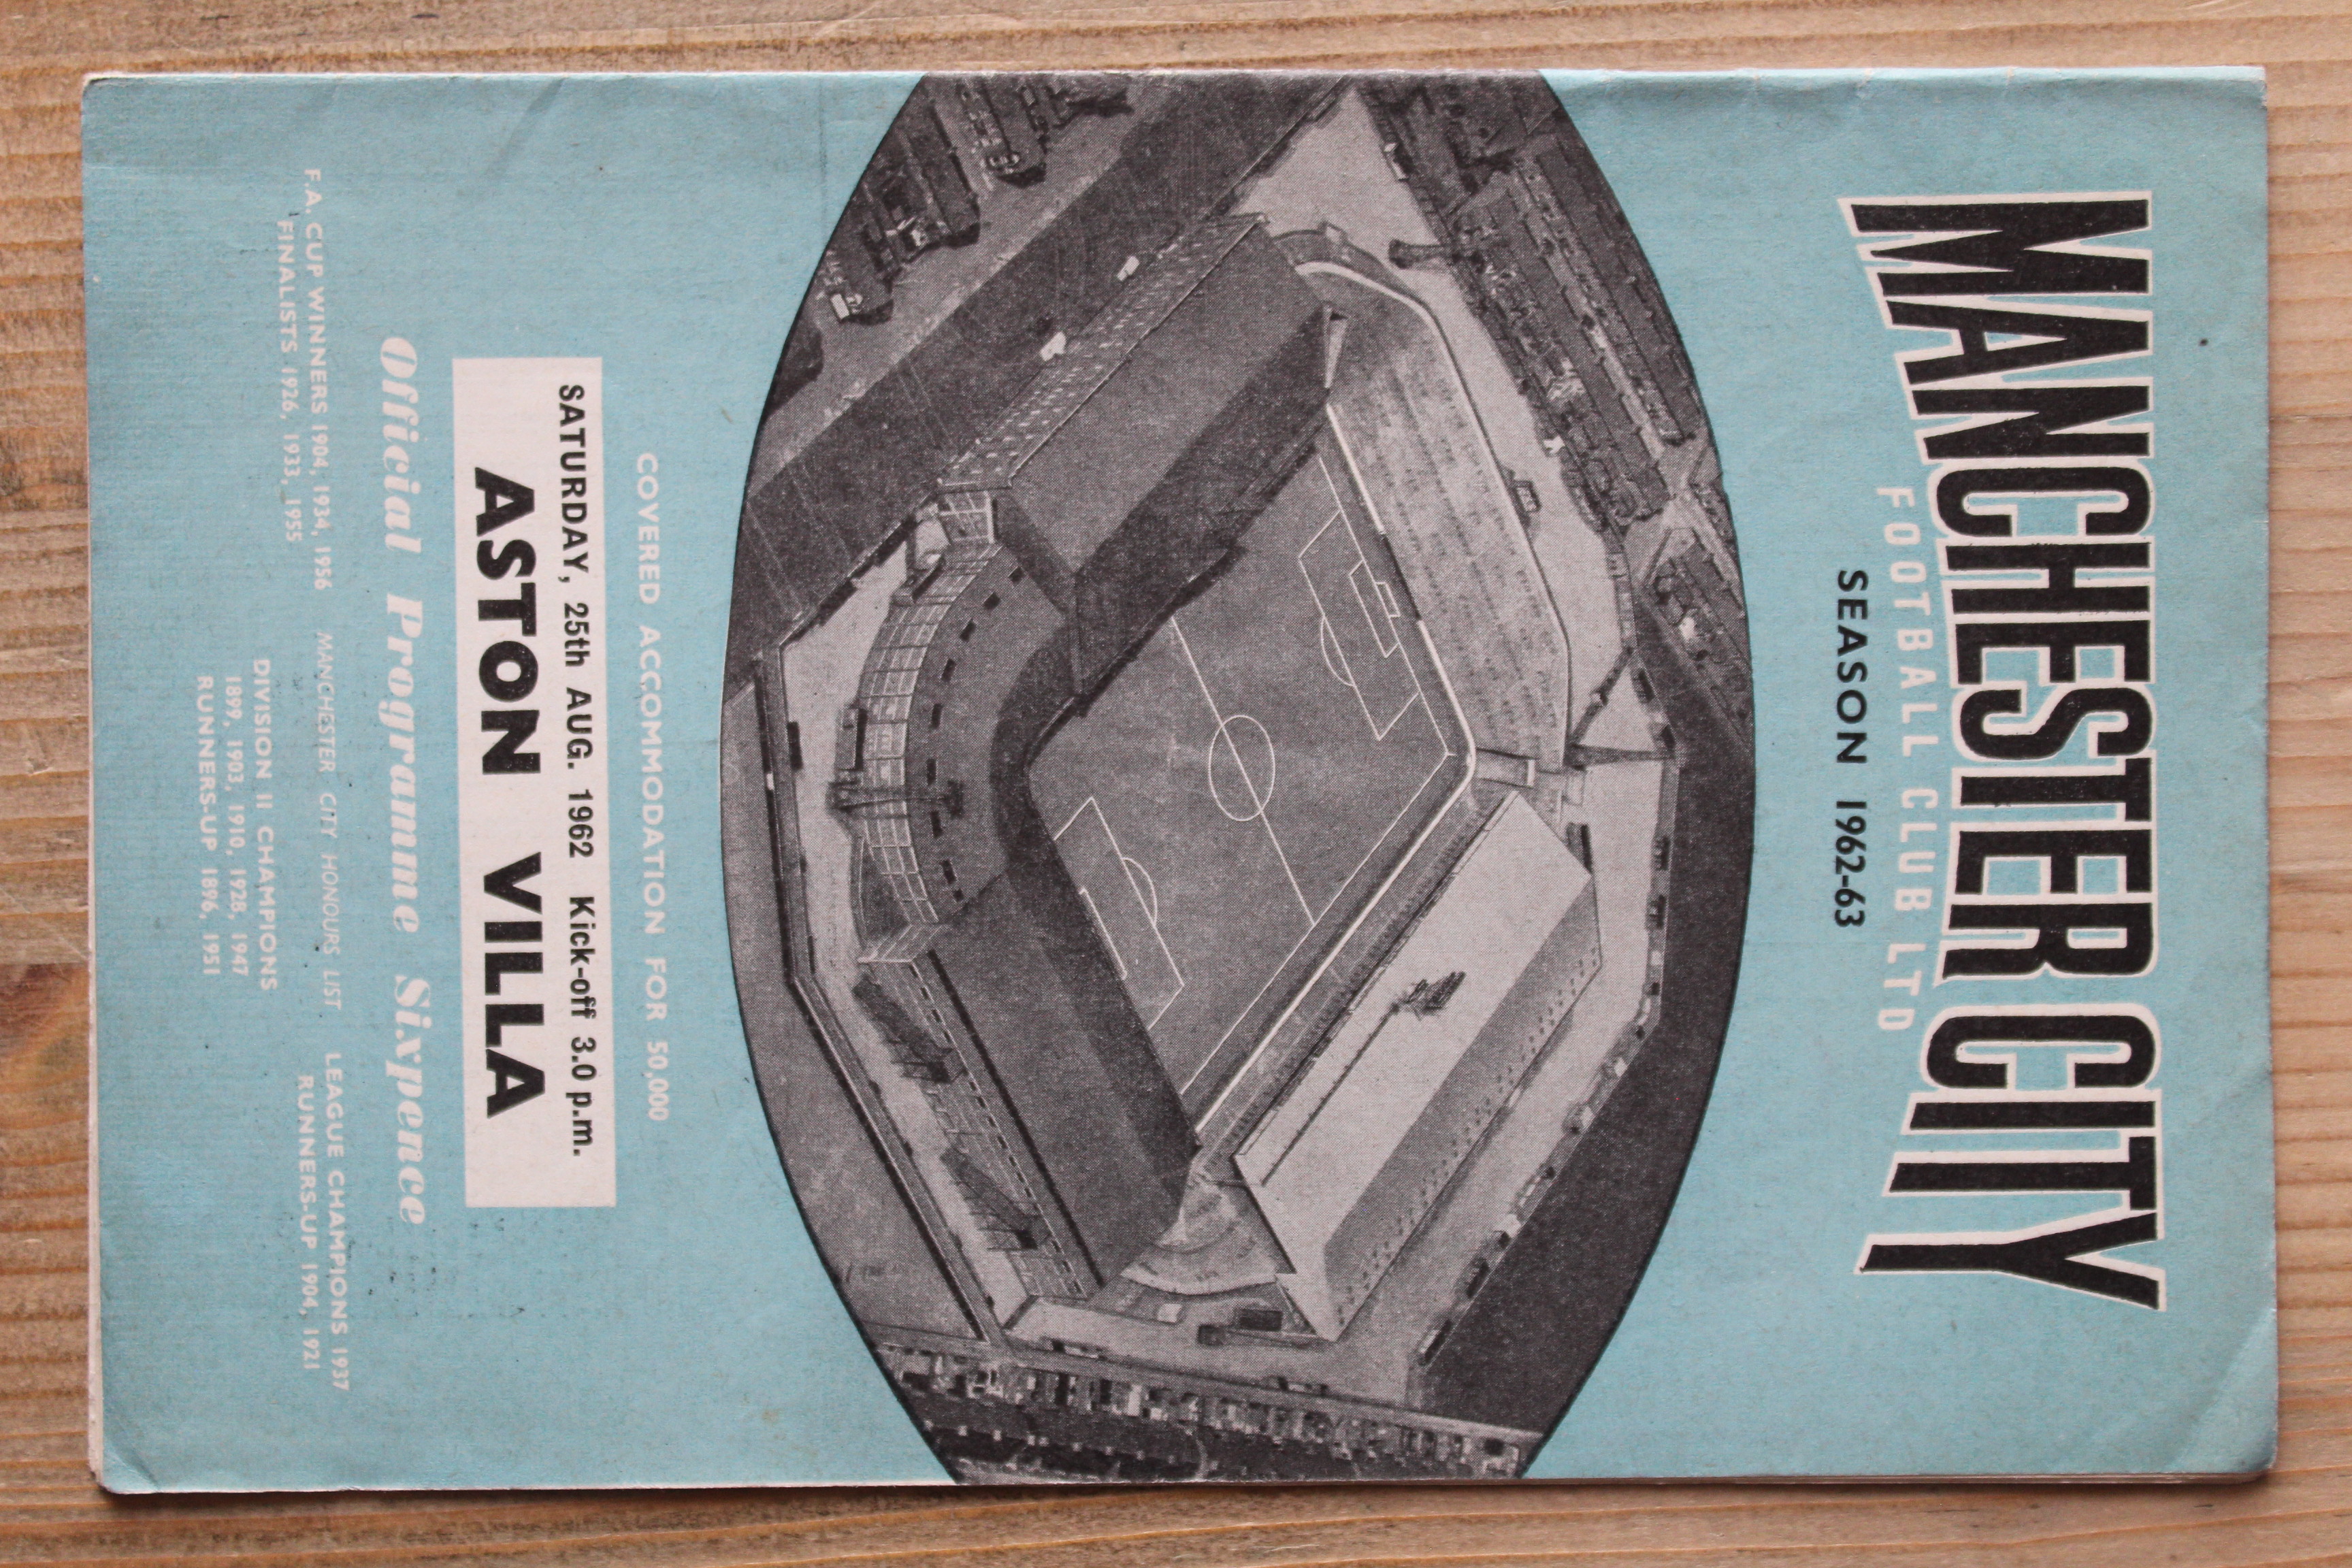 MANCHESTER CITY
FOOTBALL CLUB LTD
SEASON 1962-63
COVERED ACCOMMODATION FOR 50,000
SATURDAY, 25th AUG. 1962 Kick-off 3.0 p.m.
ASTON VILLA
Official Programme Sixpence
MANCHESTER CITY HONOURS LIST
F.A. CUP WINNERS 1904, 1934, 1956
FINALISTS 1926, 1933, 1955
LEAGUE CHAMPIONS 1937
RUNNERS-UP 1904, 1921
DIVISION II CHAMPIONS
1899, 1903, 1910, 1928, 1947
RUNNERS-UP 1896, 1951